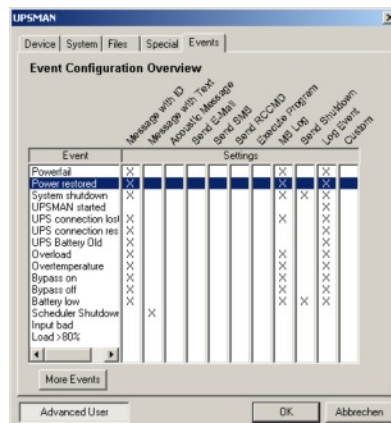 UPSMAN
Device System Files Special Events
Event Configuration Overview
Message with ID
Message with Text
Acoustic Message
Send E-Mail
Send SMS
Send RCCMD
Execute Program
MS Log
Send Shutdown
Log Event
Custom
Event Settings
Powerfail X X X
Power restored X X X
System shutdown X X X X
UPSMAN started X
UPS connection lost X X X
UPS connection res X X
UPS Battery Old X X
Overload X X X
Overtemperature X X X
Bypass on X X X
Bypass off X X X
Battery low X X X X
Scheduler Shutdown X
Input bad
Load >80%
More Events
Advanced User OK Abbrechen